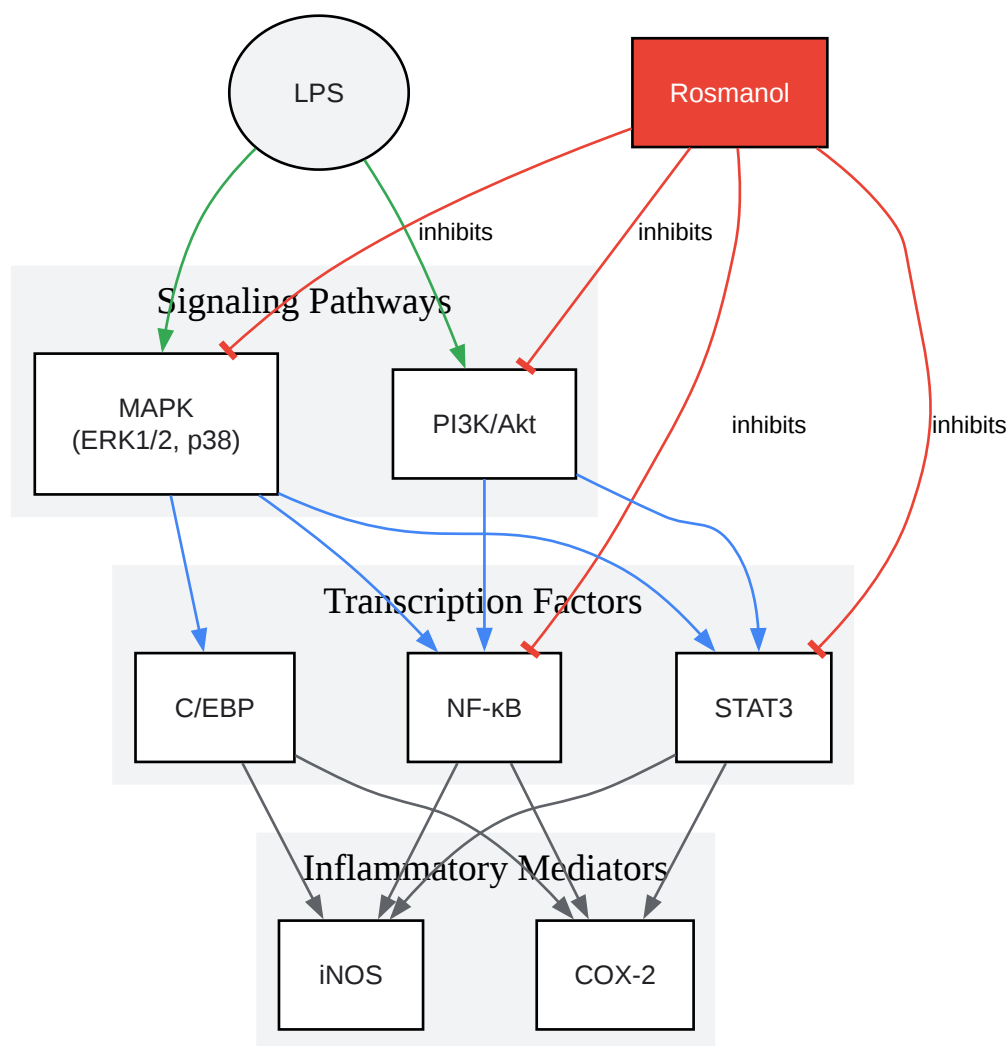 LPS
Rosmanol
inhibits
inhibits
Signaling Pathways
MAPK
(ERK1/2, p38)
PI3K/Akt
inhibits
inhibits
Transcription Factors
C/EBP
NF-κB
STAT3
Inflammatory Mediators
iNOS
COX-2